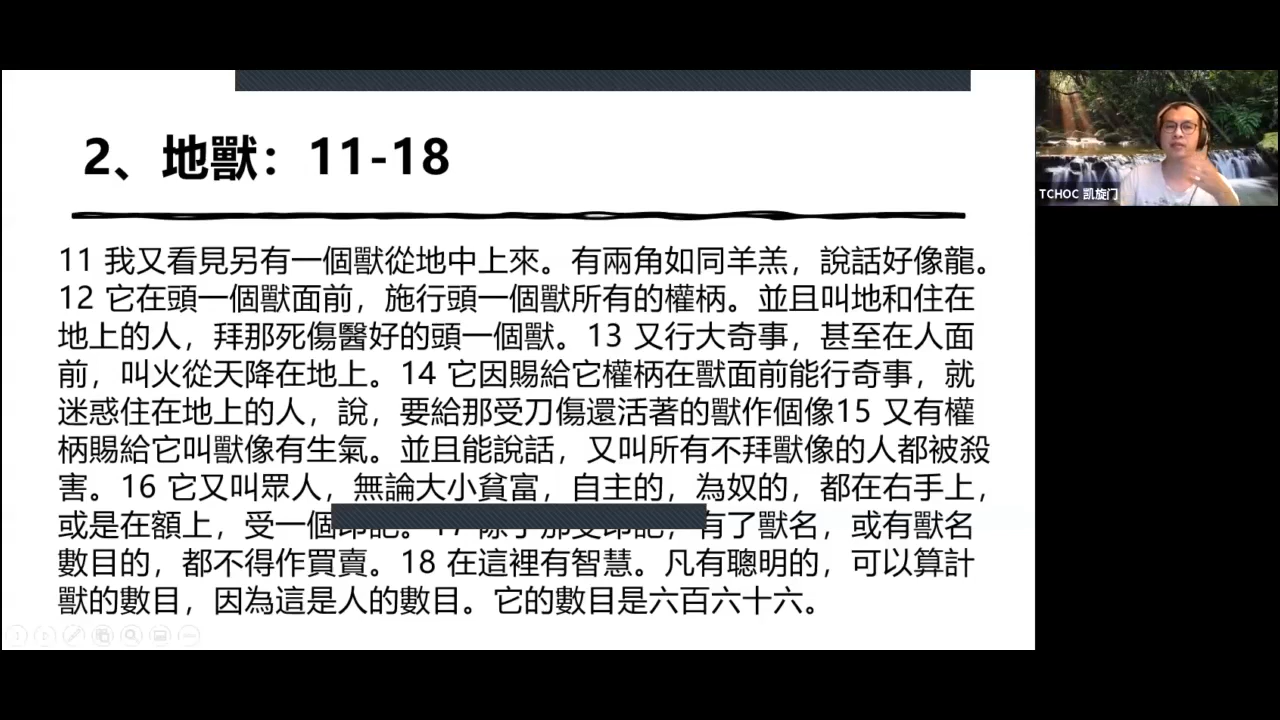 2、地獸：11-18
11 我又看見另有一個獸從地中上來。有兩角如同羊羔，說話好像龍。
12 它在頭一個獸面前，施行頭一個獸所有的權柄。並且叫地和住在
地上的人，拜那死傷醫好的頭一個獸。13 又行大奇事，甚至在人面
前，叫火從天降在地上。14 它因賜給它權柄在獸面前能行奇事，就
迷惑住在地上的人，說，要給那受刀傷還活著的獸作個像15 又有權
柄賜給它叫獸像有生氣。並且能說話，又叫所有不拜獸像的人都被殺
害。16 它又叫眾人，無論大小貧富，自主的，為奴的，都在右手上，
或是在額上，受一個 有了獸名，或有獸名
數目的，都不得作買賣。18 在這裡有智慧。凡有聰明的，可以算計
獸的數目，因為這是人的數目。它的數目是六百六十六。
TCHOC 凱旋门